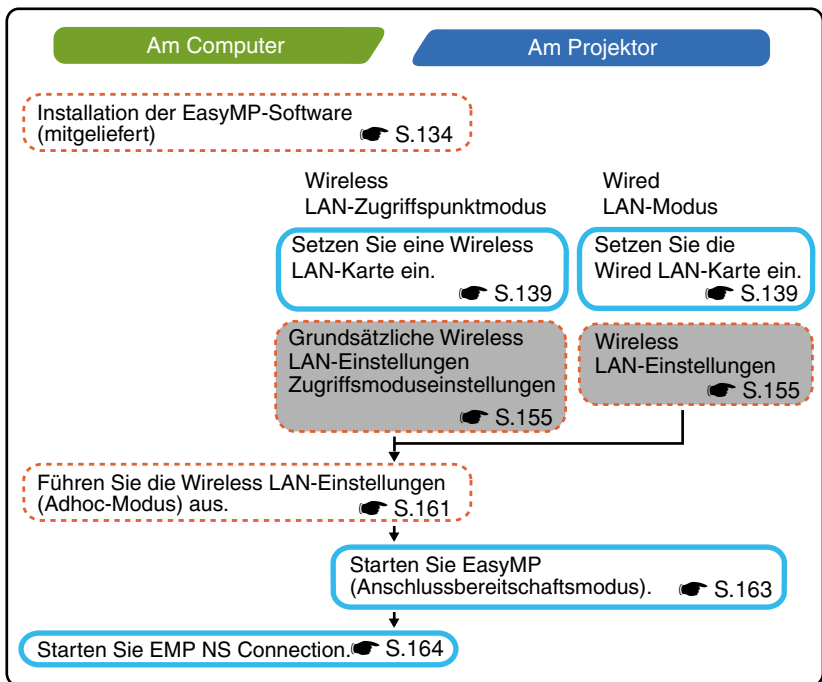 Am Computer
Am Projektor
Installation der EasyMP-Software
(mitgeliefert) ☛ S.134
Wireless
LAN-Zugriffspunktmodus
Setzen Sie eine Wireless
LAN-Karte ein.
☛ S.139
Grundsätzliche Wireless
LAN-Einstellungen
Zugriffsmoduseinstellungen
☛ S.155
Wired
LAN-Modus
Setzen Sie die
Wired LAN-Karte ein.
☛ S.139
Wireless
LAN-Einstellungen
☛ S.155
Führen Sie die Wireless LAN-Einstellungen
(Adhoc-Modus) aus. ☛ S.161
Starten Sie EasyMP
(Anschlussbereitschaftsmodus). ☛ S.163
Starten Sie EMP NS Connection.☛ S.164